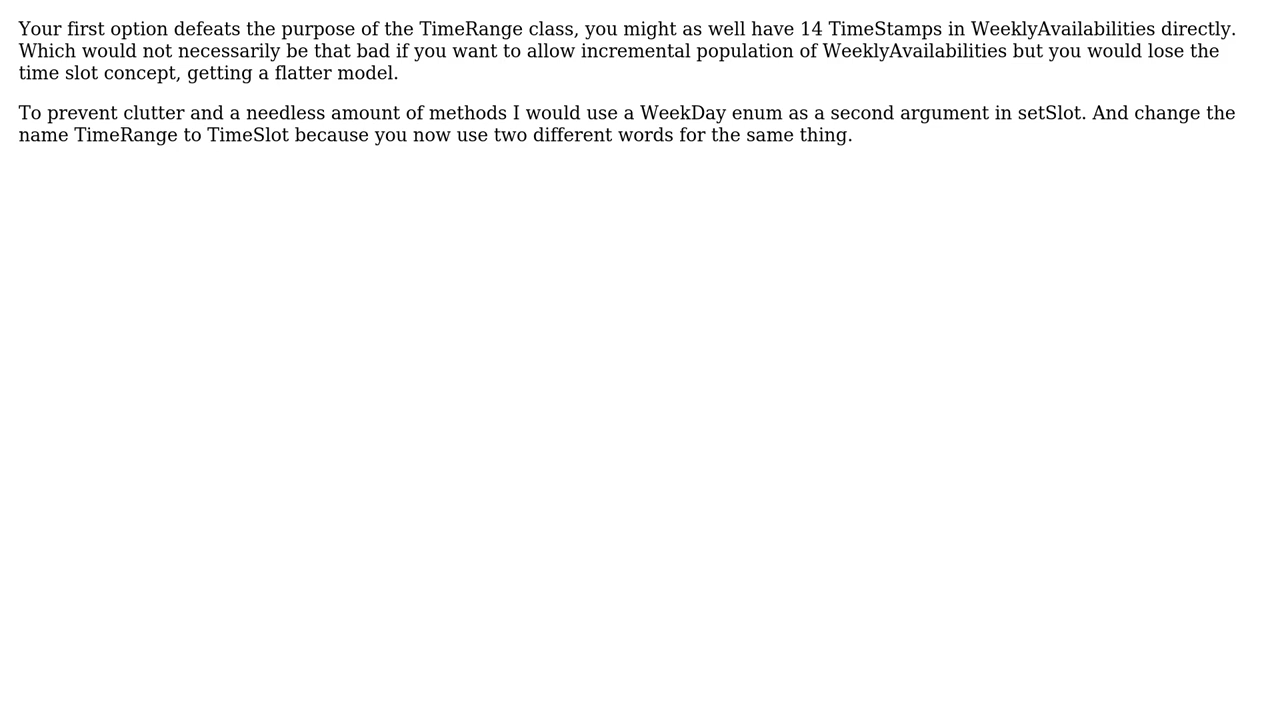 Your first option defeats the purpose of the TimeRange class, you might as well have 14 TimeStamps in WeeklyAvailabilities directly.
Which would not necessarily be that bad if you want to allow incremental population of WeeklyAvailabilities but you would lose the
time slot concept, getting a flatter model.
To prevent clutter and a needless amount of methods I would use a WeekDay enum as a second argument in setSlot. And change the
name TimeRange to TimeSlot because you now use two different words for the same thing.